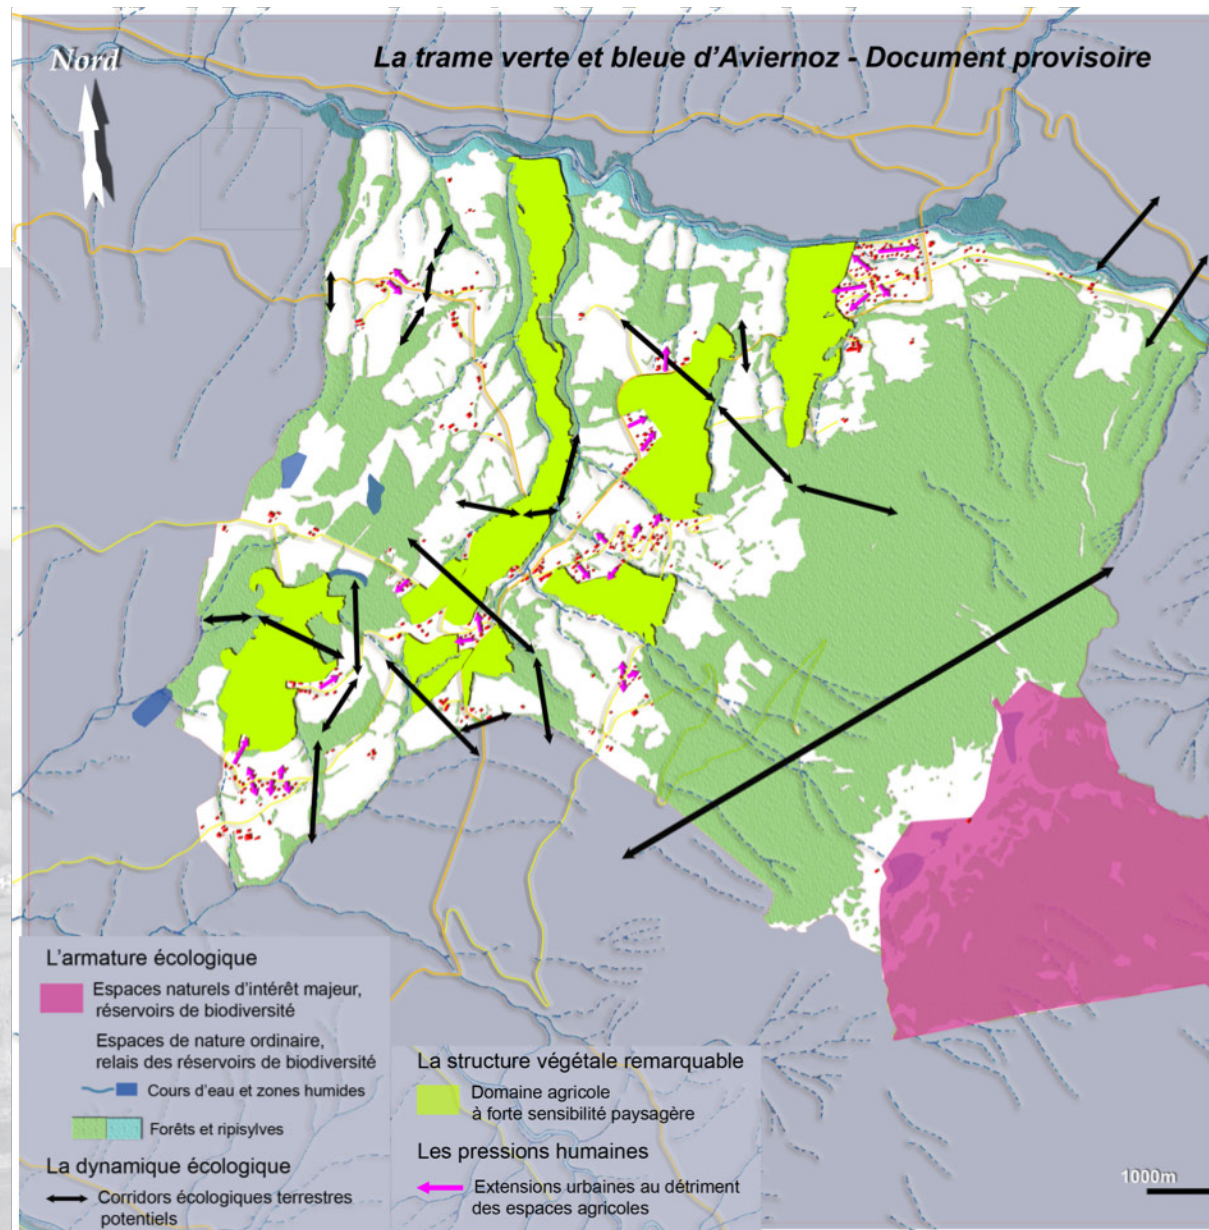 La trame verte et bleue d'Aviernoz - Document provisoire
Nord
L'armature écologique
Espaces naturels d'intérêt majeur,
réservoirs de biodiversité
Espaces de nature ordinaire,
relais des réservoirs de biodiversité
Cours d'eau et zones humides
Forêts et ripisylves
La dynamique écologique
Corridors écologiques terrestres
potentiels
La structure végétale remarquable
Domaine agricole
à forte sensibilité paysagère
Les pressions humaines
Extensions urbaines au détriment
des espaces agricoles
1000m